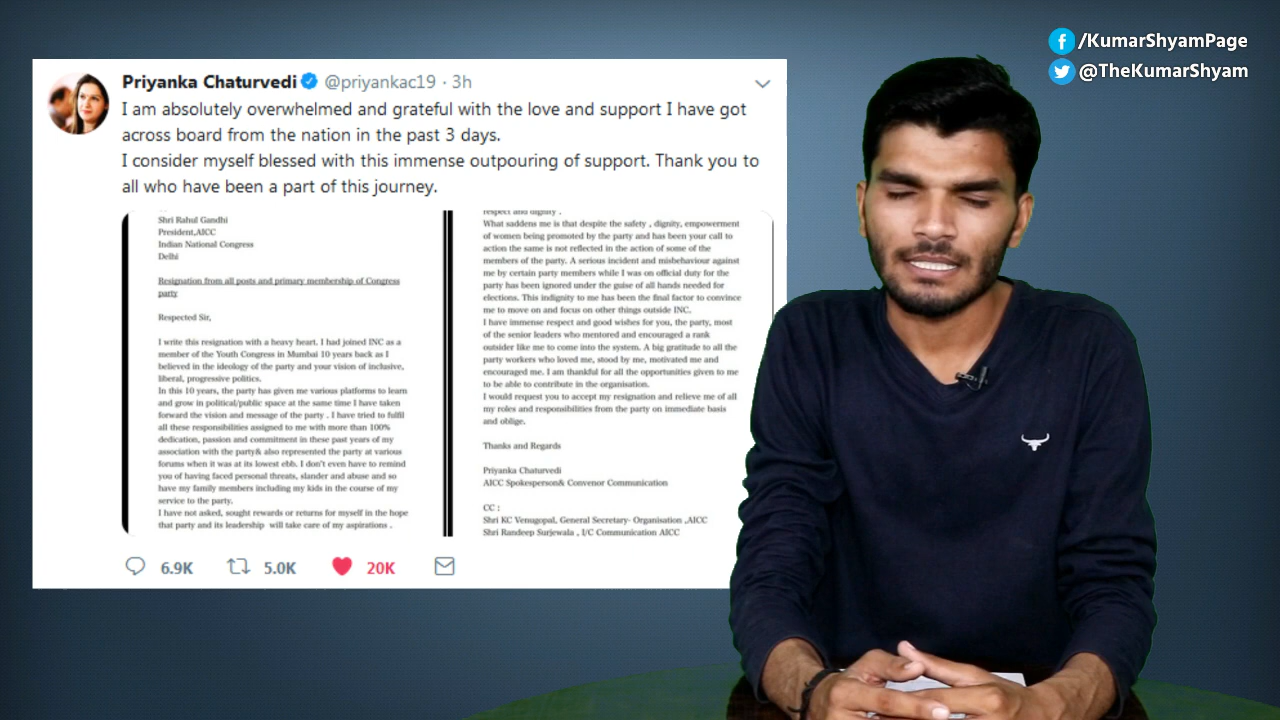 Priyanka Chaturvedi @priyankac19 · 3h
I am absolutely overwhelmed and grateful with the love and support I have got
across board from the nation in the past 3 days.
I consider myself blessed with this immense outpouring of support. Thank you to
all who have been a part of this journey.
Shri Rahul Gandhi
President,AICC
Indian National Congress
Delhi
Resignation from all posts and primary membership of Congress
party
Respected Sir,
I write this resignation with a heavy heart. I had joined INC as a
member of the Youth Congress in Mumbai 10 years back as I
believed in the ideology of the party and your vision of inclusive,
liberal, progressive politics.
In this 10 years, the party has given me various platforms to learn
and grow in political/public space at the same time I have taken
forward the vision and message of the party . I have tried to fulfil
all these responsibilities assigned to me with more than 100%
dedication, passion and commitment in these past years of my
association with the party& also represented the party at various
forums when it was at its lowest ebb. I don't even have to remind
you of having faced personal threats, slander and abuse and so
have my family members including my kids in the course of my
service to the party.
I have not asked, sought rewards or returns for myself in the hope
that party and its leadership will take care of my aspirations .
respect and dignity .
What saddens me is that despite the safety , dignity, empowerment
of women being promoted by the party and has been your call to
action the same is not reflected in the action of some of the
members of the party. A serious incident and misbehaviour against
me by certain party members while I was on official duty for the
party has been ignored under the guise of all hands needed for
elections. This indignity to me has been the final factor to convince
me to move on and focus on other things outside INC.
I have immense respect and good wishes for you, the party, most
of the senior leaders who mentored and encouraged a rank
outsider like me to come into the system. A big gratitude to all the
party workers who loved me, stood by me, motivated me and
encouraged me. I am thankful for all the opportunities given to me
to be able to contribute in the organisation.
I would request you to accept my resignation and relieve me of all
my roles and responsibilities from the party on immediate basis
and oblige.
Thanks and Regards
Priyanka Chaturvedi
AICC Spokesperson& Convenor Communication
CC :
Shri KC Venugopal, General Secretary- Organisation ,AICC
Shri Randeep Surjewala , I/C Communication AICC
6.9K 5.0K 20K
/KumarShyamPage
@TheKumarShyam